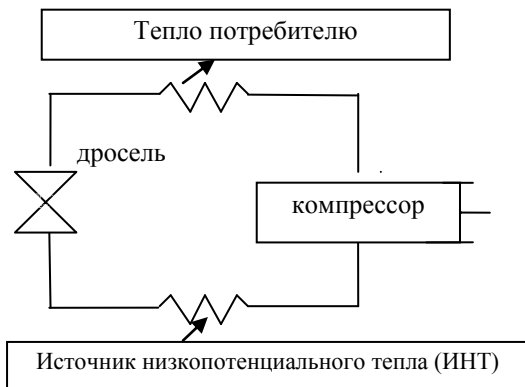 Тепло потребителю
дросель
компрессор
Источник низкопотенциального тепла (ИНТ)